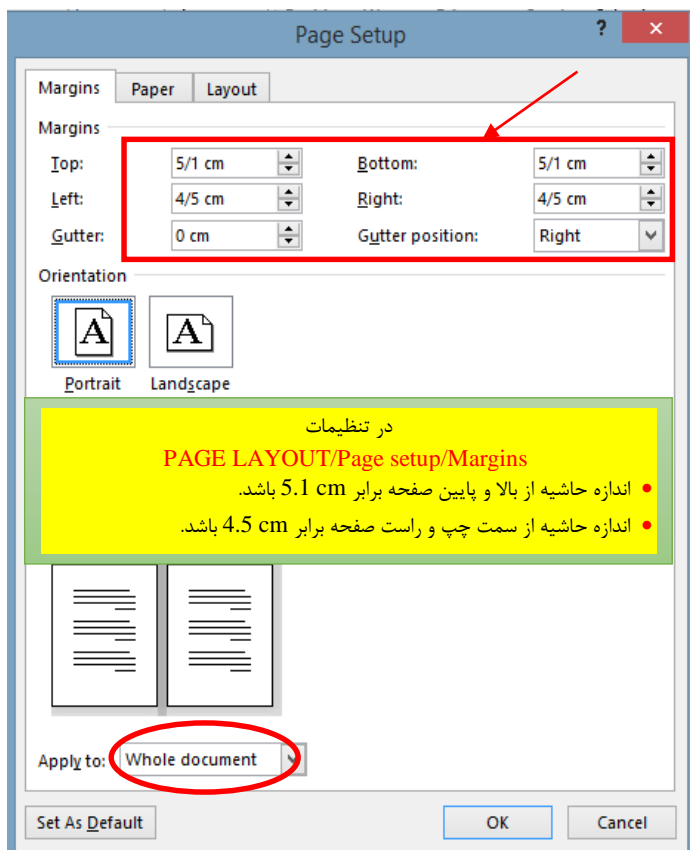 Page Setup
? ×
Margins Paper Layout
Margins
Top: 5/1 cm Bottom: 5/1 cm
Left: 4/5 cm Right: 4/5 cm
Gutter: 0 cm Gutter position: Right
Orientation
A A
Portrait Landscape
در تنظیمات
PAGE LAYOUT/Page setup/Margins
• اندازه حاشیه از بالا و پایین صفحه برابر 5.1 cm باشد.
• اندازه حاشیه از سمت چپ و راست صفحه برابر 4.5 cm باشد.
Apply to: Whole document
Set As Default OK Cancel